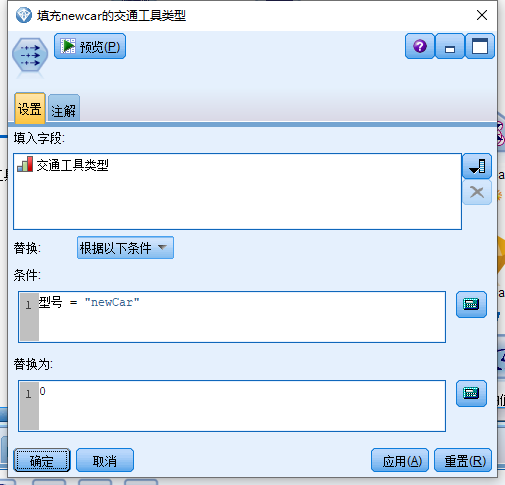 填充newcar的交通工具类型
预览(P)
设置 注解
填入字段:
交通工具类型
替换: 根据以下条件
条件:
1 型号 = "newCar"
替换为:
1 0
确定 取消 应用(A) 重置(R)